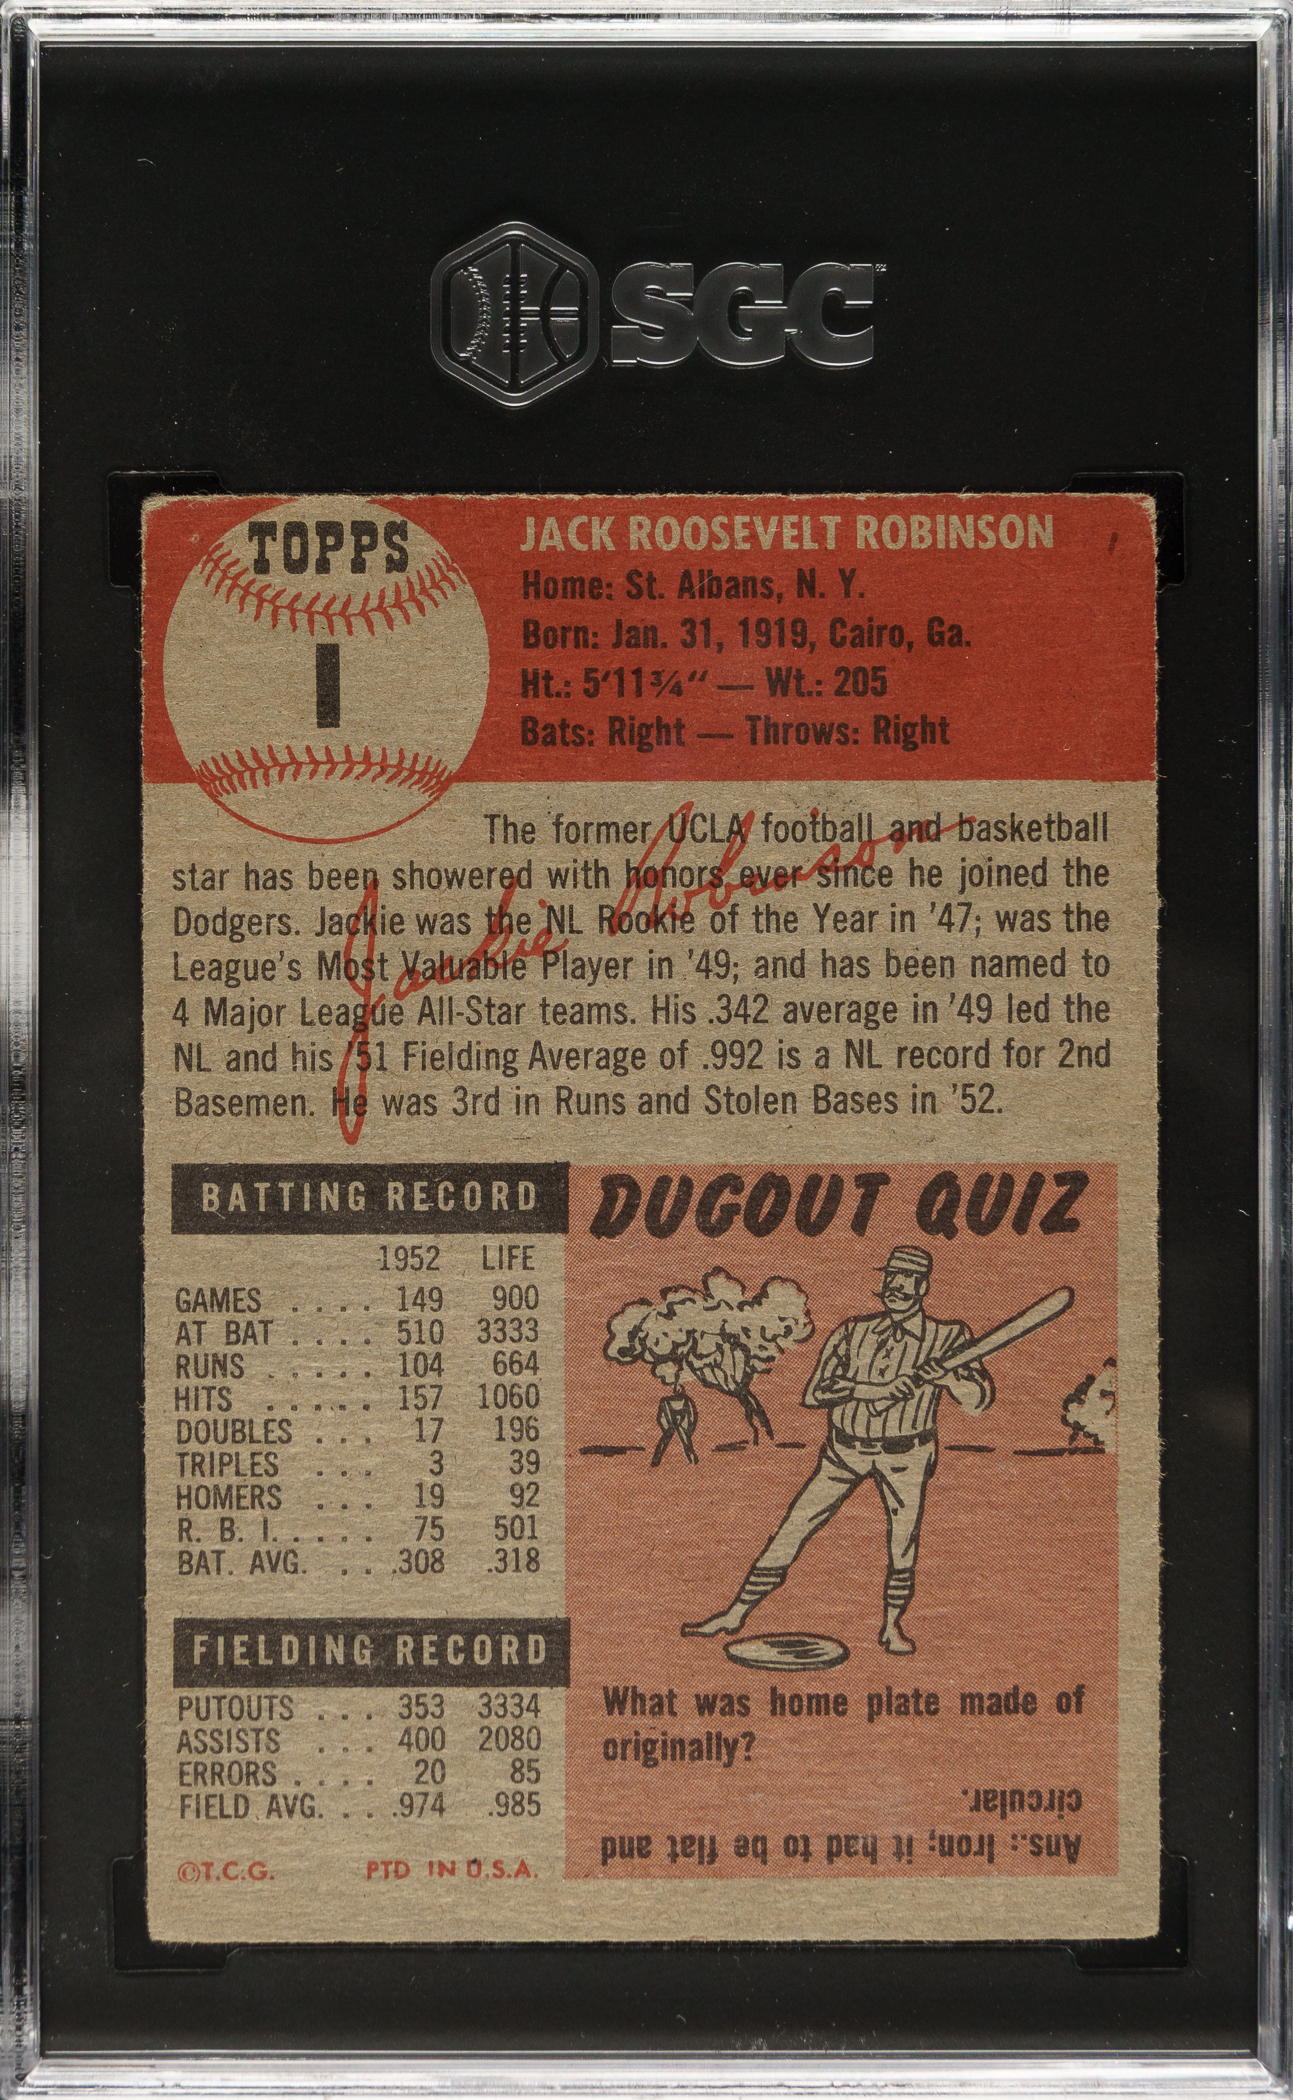 SGC
TOPPS
1
JACK ROOSEVELT ROBINSON
Home: St. Albans, N. Y.
Born: Jan. 31, 1919, Cairo, Ga.
Ht.: 5'11¾" — Wt.: 205
Bats: Right — Throws: Right
The former UCLA football and basketball
star has been showered with honors ever since he joined the
Dodgers. Jackie was the NL Rookie of the Year in '47; was the
League's Most Valuable Player in '49; and has been named to
4 Major League All-Star teams. His .342 average in '49 led the
NL and his '51 Fielding Average of .992 is a NL record for 2nd
Basemen. He was 3rd in Runs and Stolen Bases in '52.
Jackie Robinson
BATTING RECORD
1952 LIFE
GAMES . . . . 149 900
AT BAT . . . . 510 3333
RUNS . . . . . 104 664
HITS . . . . . 157 1060
DOUBLES . . . 17 196
TRIPLES . . . 3 39
HOMERS . . . 19 92
R. B. I. . . . . 75 501
BAT. AVG. . . .308 .318
FIELDING RECORD
PUTOUTS . . . 353 3334
ASSISTS . . . 400 2080
ERRORS . . . . 20 85
FIELD AVG. . . .974 .985
©T.C.G. PTD IN U.S.A.
DUGOUT QUIZ
What was home plate made of
originally?
Ans.: Iron; it had to be flat and
circular.